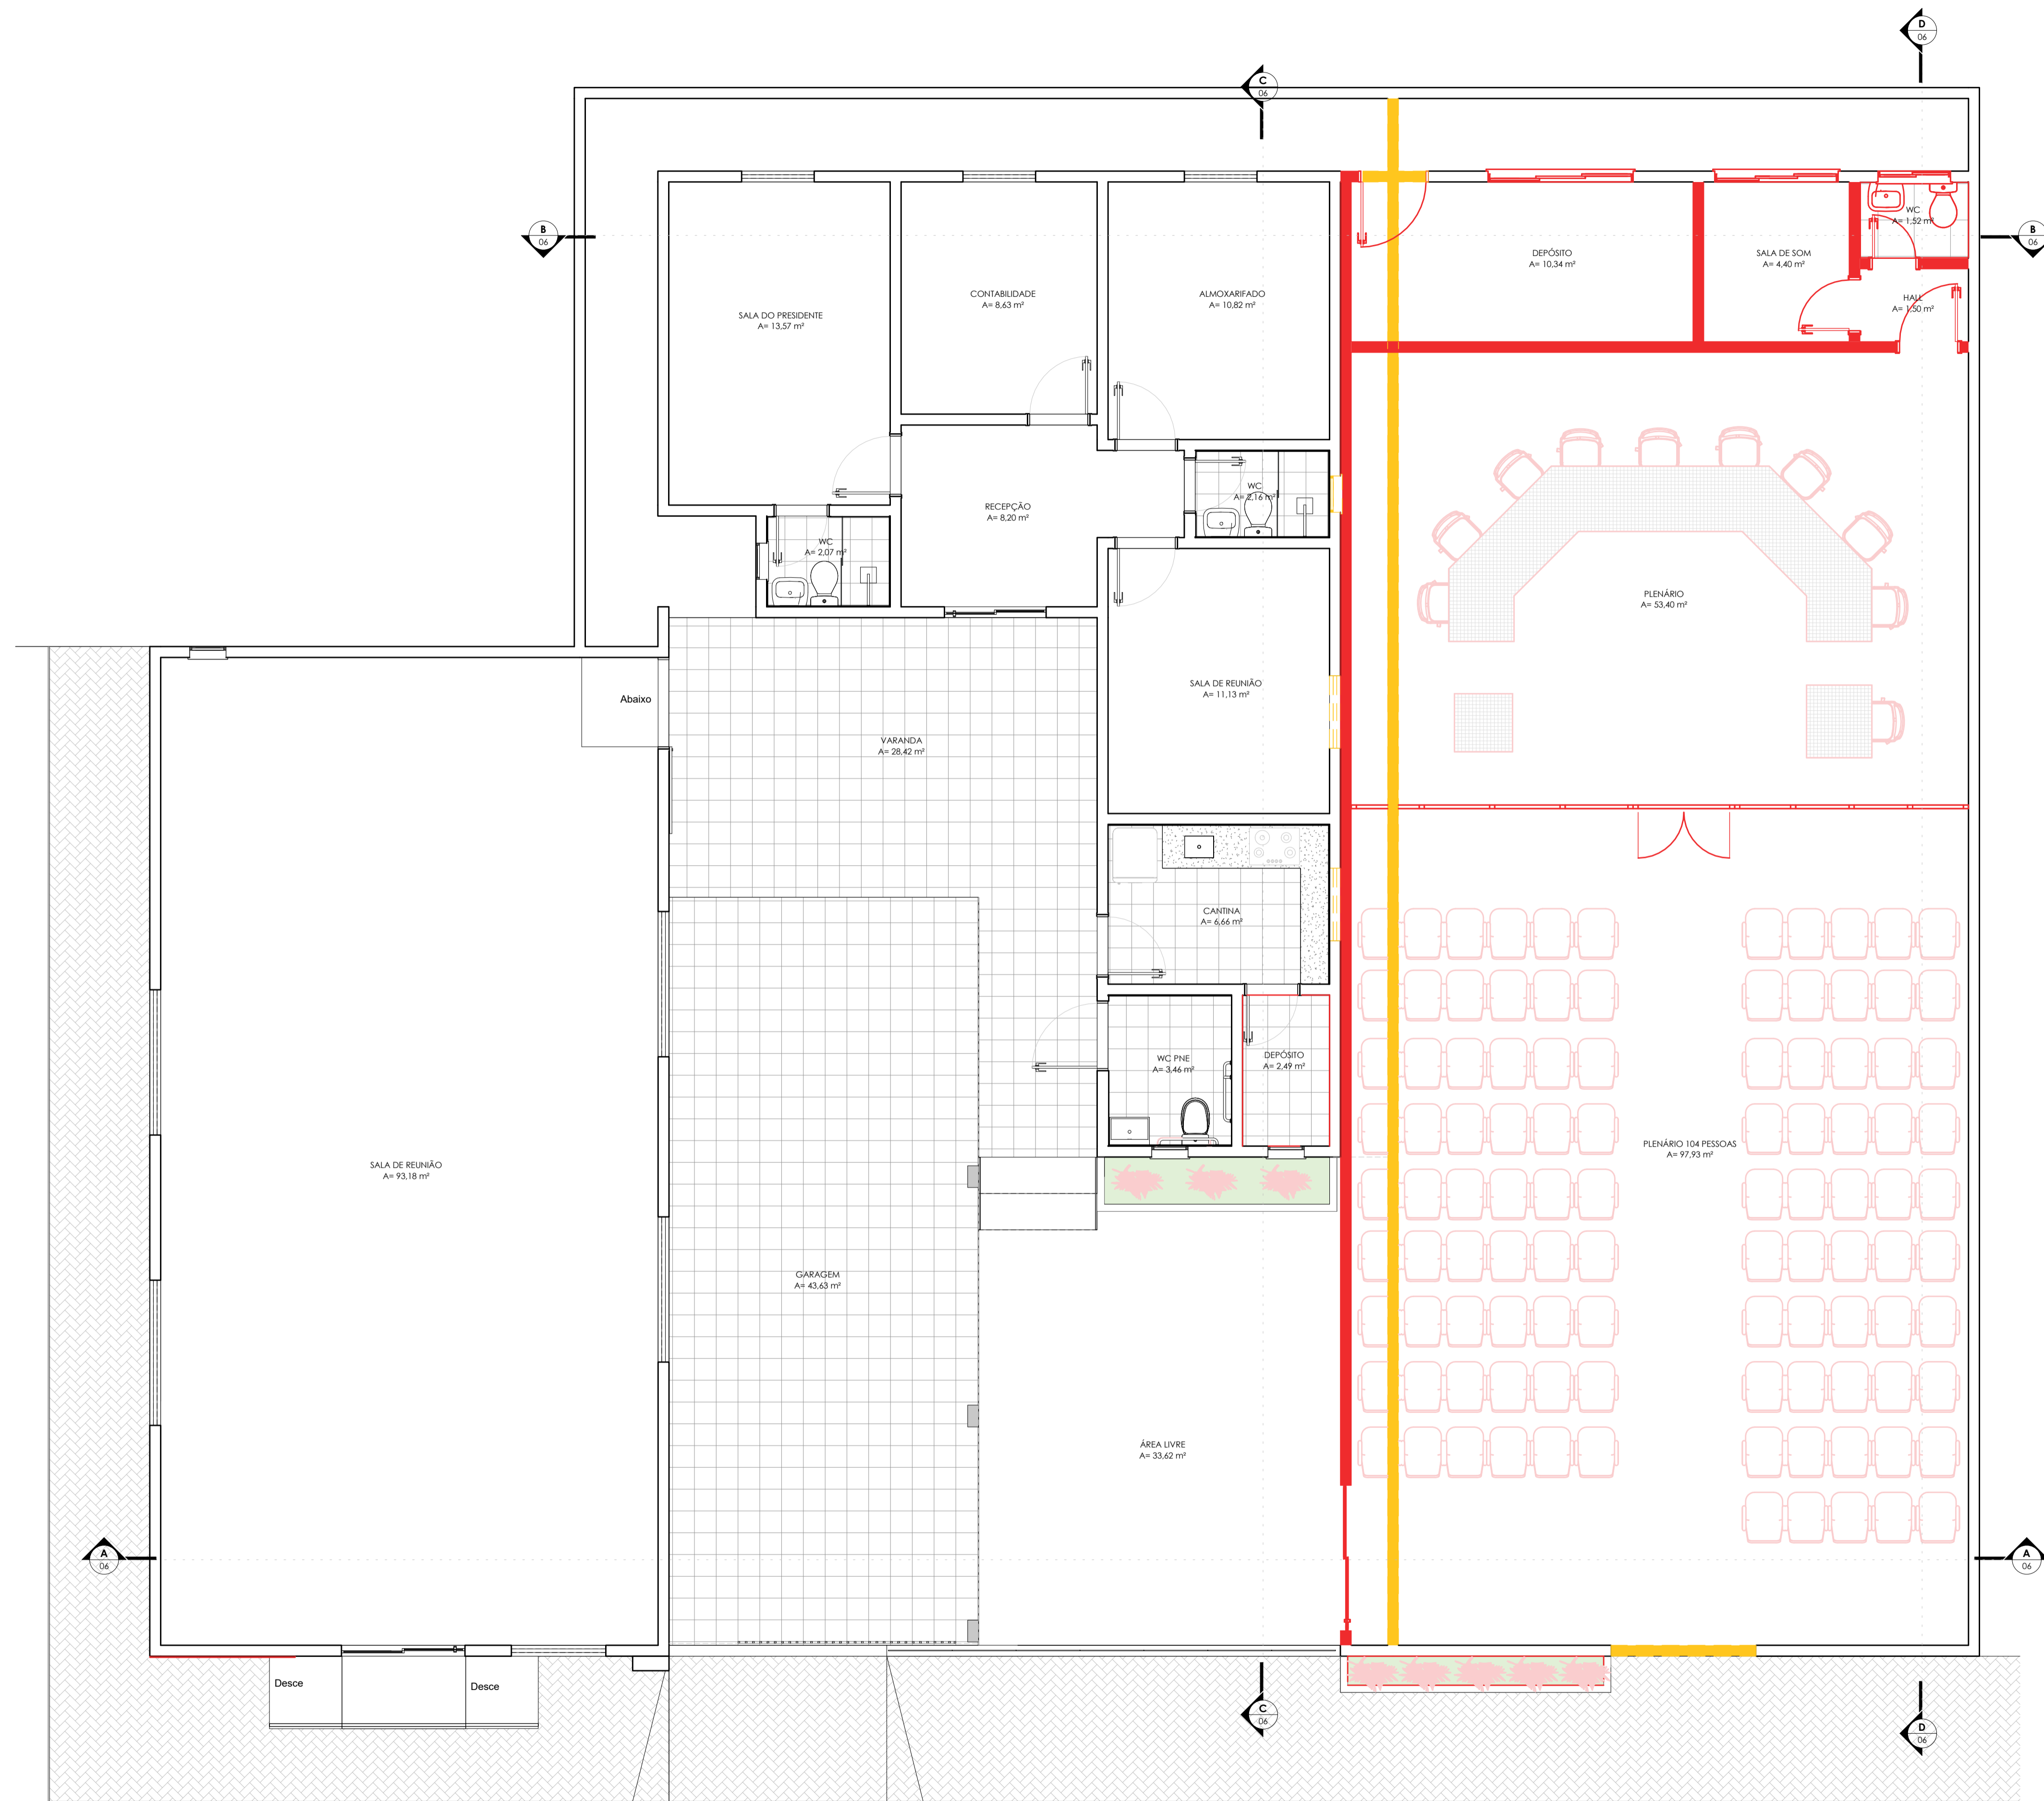 D
06
C
06
B
06
B
06
WC
A= 1,52 m²
DEPÓSITO
A= 10,34 m²
SALA DE SOM
A= 4,40 m²
HALL
A= 1,50 m²
CONTABILIDADE
A= 8,63 m²
ALMOXARIFADO
A= 10,82 m²
SALA DO PRESIDENTE
A= 13,57 m²
WC
A= 2,16 m²
RECEPÇÃO
A= 8,20 m²
WC
A= 2,07 m²
PLENÁRIO
A= 53,40 m²
SALA DE REUNIÃO
A= 11,13 m²
Abaixo
VARANDA
A= 28,42 m²
CANTINA
A= 6,66 m²
WC PNE
A= 3,46 m²
DEPÓSITO
A= 2,49 m²
PLENÁRIO 104 PESSOAS
A= 97,93 m²
SALA DE REUNIÃO
A= 93,18 m²
GARAGEM
A= 43,63 m²
ÁREA LIVRE
A= 33,62 m²
A
06
A
06
Desce
Desce
C
06
D
06